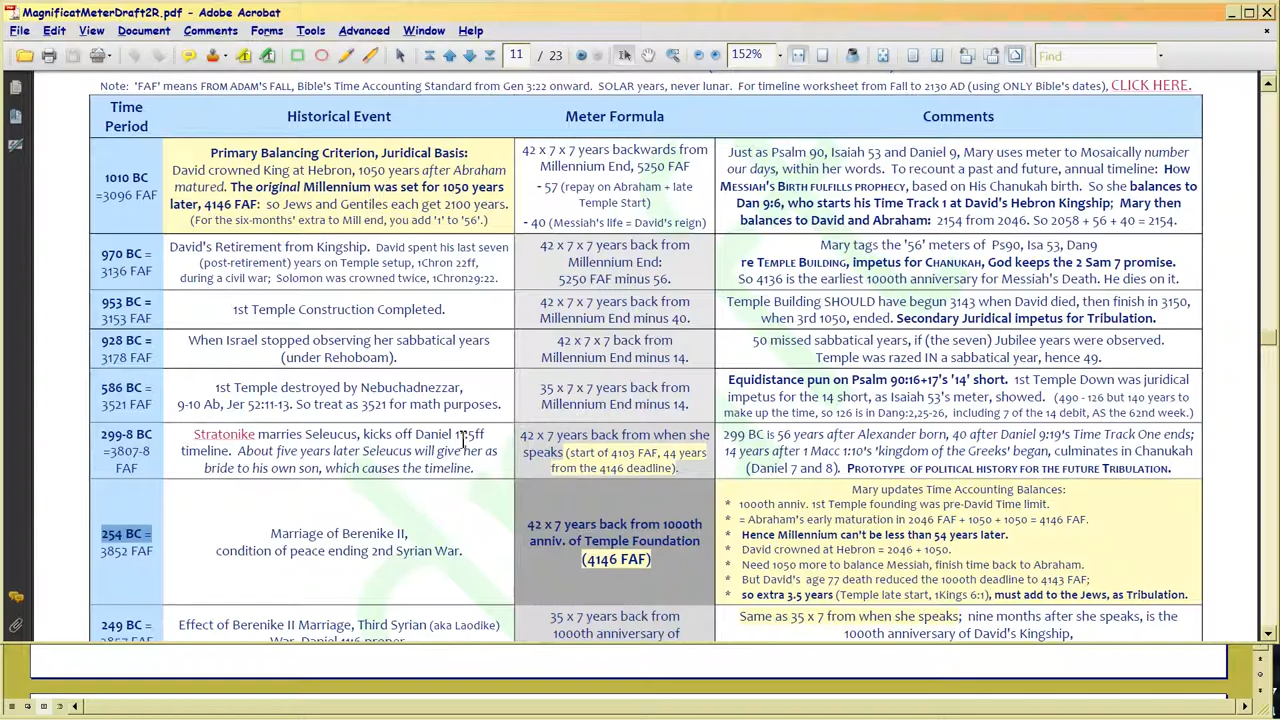 MagnificatMeterDraft2R.pdf - Adobe Acrobat
File Edit View Document Comments Forms Tools Advanced Window Help
11 / 23 152% Find
Note: 'FAF' means FROM ADAM'S FALL, Bible's Time Accounting Standard from Gen 3:22 onward. SOLAR years, never lunar. For timeline worksheet from Fall to 2130 AD (using ONLY Bible's dates), CLICK HERE.
Time
Period
Historical Event
Meter Formula
Comments
1010 BC
=3096 FAF
Primary Balancing Criterion, Juridical Basis:
David crowned King at Hebron, 1050 years after Abraham
matured. The original Millennium was set for 1050 years
later, 4146 FAF: so Jews and Gentiles each get 2100 years.
(For the six-months' extra to Mill end, you add '1' to '56'.)
42 x 7 x 7 years backwards from
Millennium End, 5250 FAF
- 57 (repay on Abraham + late
Temple Start)
- 40 (Messiah's life = David's reign)
Just as Psalm 90, Isaiah 53 and Daniel 9, Mary uses meter to Mosaically number
our days, within her words. To recount a past and future, annual timeline: How
MESSIAH'S BIRTH FULFILLS PROPHECY, based on His Chanukah birth. So she balances to
Dan 9:6, who starts his Time Track 1 at David's Hebron Kingship; Mary then
balances to David and Abraham: 2154 from 2046. So 2058 + 56 + 40 = 2154.
970 BC =
3136 FAF
David's Retirement from Kingship. David spent his last seven
(post-retirement) years on Temple setup, 1Chron 22ff,
during a civil war; Solomon was crowned twice, 1Chron29:22.
42 x 7 x 7 years back from
Millennium End:
5250 FAF minus 56.
Mary tags the '56' meters of Ps90, Isa 53, Dan9
re TEMPLE BUILDING, impetus for CHANUKAH, God keeps the 2 Sam 7 promise.
So 4136 is the earliest 1000th anniversary for Messiah's Death. He dies on it.
953 BC =
3153 FAF
1st Temple Construction Completed.
42 x 7 x 7 years back from
Millennium End minus 40.
Temple Building SHOULD have begun 3143 when David died, then finish in 3150,
when 3rd 1050, ended. Secondary Juridical impetus for Tribulation.
928 BC =
3178 FAF
When Israel stopped observing her sabbatical years
(under Rehoboam).
42 x 7 x 7 years back from
Millennium End minus 14.
50 missed sabbatical years, if (the seven) Jubilee years were observed.
Temple was razed IN a sabbatical year, hence 49.
586 BC =
3521 FAF
1st Temple destroyed by Nebuchadnezzar,
9-10 Ab, Jer 52:11-13. So treat as 3521 for math purposes.
35 x 7 x 7 years back from
Millennium End minus 14.
Equidistance pun on Psalm 90:16+17's '14' short. 1st Temple Down was juridical
impetus for the 14 short, as Isaiah 53's meter, showed. (490 - 126 but 140 years to
make up the time, so 126 is in Dan9:2,25-26, including 7 of the 14 debit, AS the 62nd week.)
299-8 BC
=3807-8
FAF
Stratonike marries Seleucus, kicks off Daniel 11:5ff
timeline. About five years later Seleucus will give her as
bride to his own son, which causes the timeline.
42 x 7 years back from when she
speaks (start of 4103 FAF, 44 years
from the 4146 deadline).
299 BC is 56 years after Alexander born, 40 after Daniel 9:19's Time Track One ends;
14 years after 1 Macc 1:10's 'kingdom of the Greeks' began, culminates in Chanukah
(Daniel 7 and 8). PROTOTYPE OF POLITICAL HISTORY FOR THE FUTURE TRIBULATION.
254 BC =
3852 FAF
Marriage of Berenike II,
condition of peace ending 2nd Syrian War.
42 x 7 years back from 1000th
anniv. of Temple Foundation
(4146 FAF)
Mary updates Time Accounting Balances:
* 1000th anniv. 1st Temple founding was pre-David Time limit.
* = Abraham's early maturation in 2046 FAF + 1050 + 1050 = 4146 FAF.
* Hence Millennium can't be less than 54 years later.
* David crowned at Hebron = 2046 + 1050.
* Need 1050 more to balance Messiah, finish time back to Abraham.
* But David's age 77 death reduced the 1000th deadline to 4143 FAF;
* so extra 3.5 years (Temple late start, 1Kings 6:1), must add to the Jews, as Tribulation.
249 BC =
Effect of Berenike II Marriage, Third Syrian (aka Laodike)
35 x 7 years back from
1000th anniversary of
Same as 35 x 7 from when she speaks; nine months after she speaks, is the
1000th anniversary of David's Kingship,